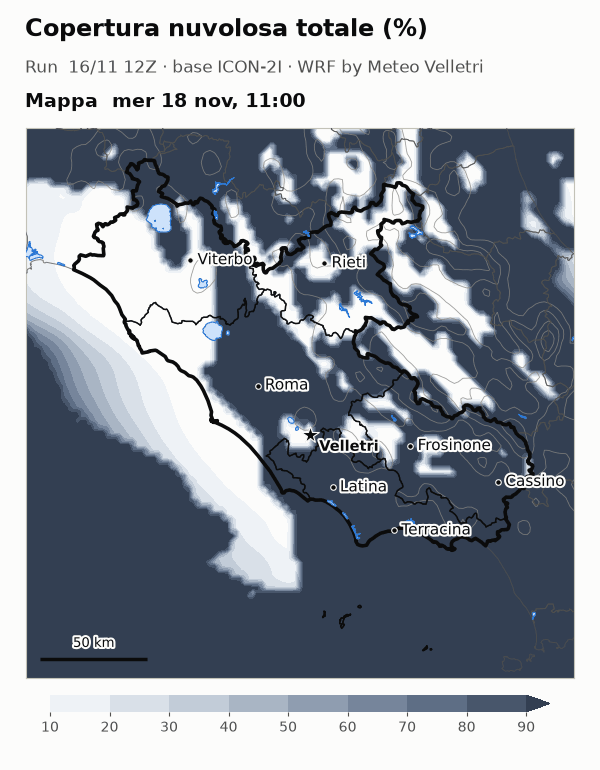 Copertura nuvolosa totale (%)
Run  16/11 12Z · base ICON-2I · WRF by Meteo Velletri
Mappa  mer 18 nov, 11:00
Viterbo
Rieti
Roma
Velletri
Frosinone
Latina
Cassino
Terracina
50 km
10 20 30 40 50 60 70 80 90